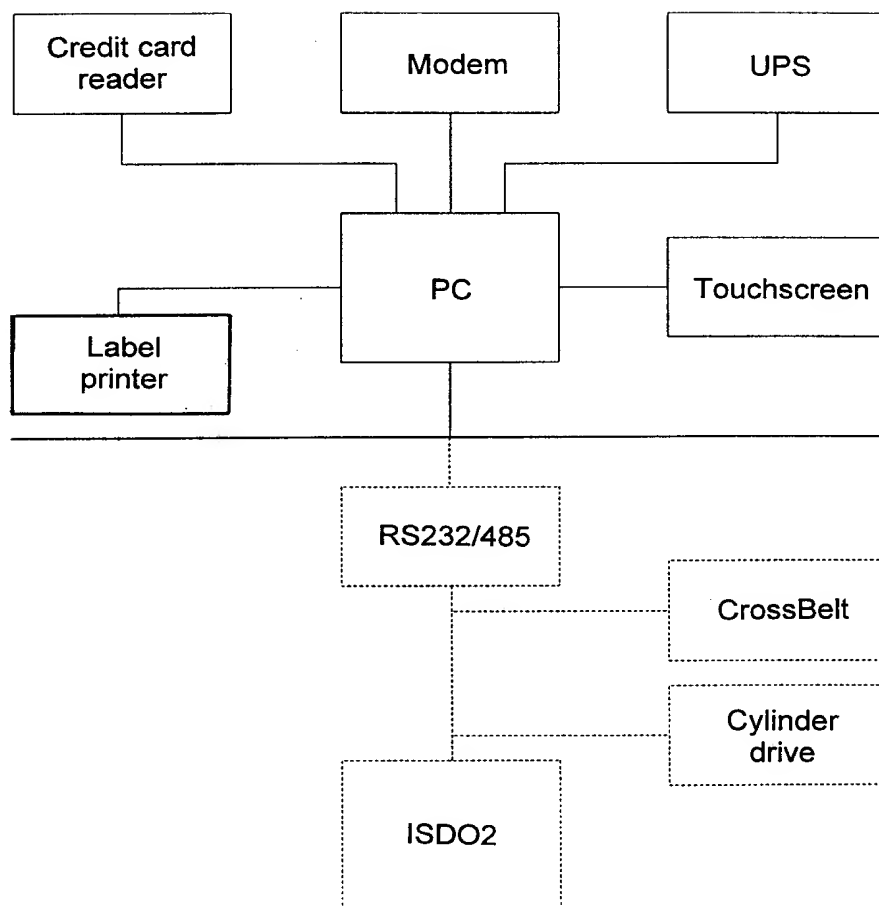 Credit card
reader
Modem
UPS
PC
Touchscreen
Label
printer
RS232/485
CrossBelt
Cylinder
drive
ISDO2